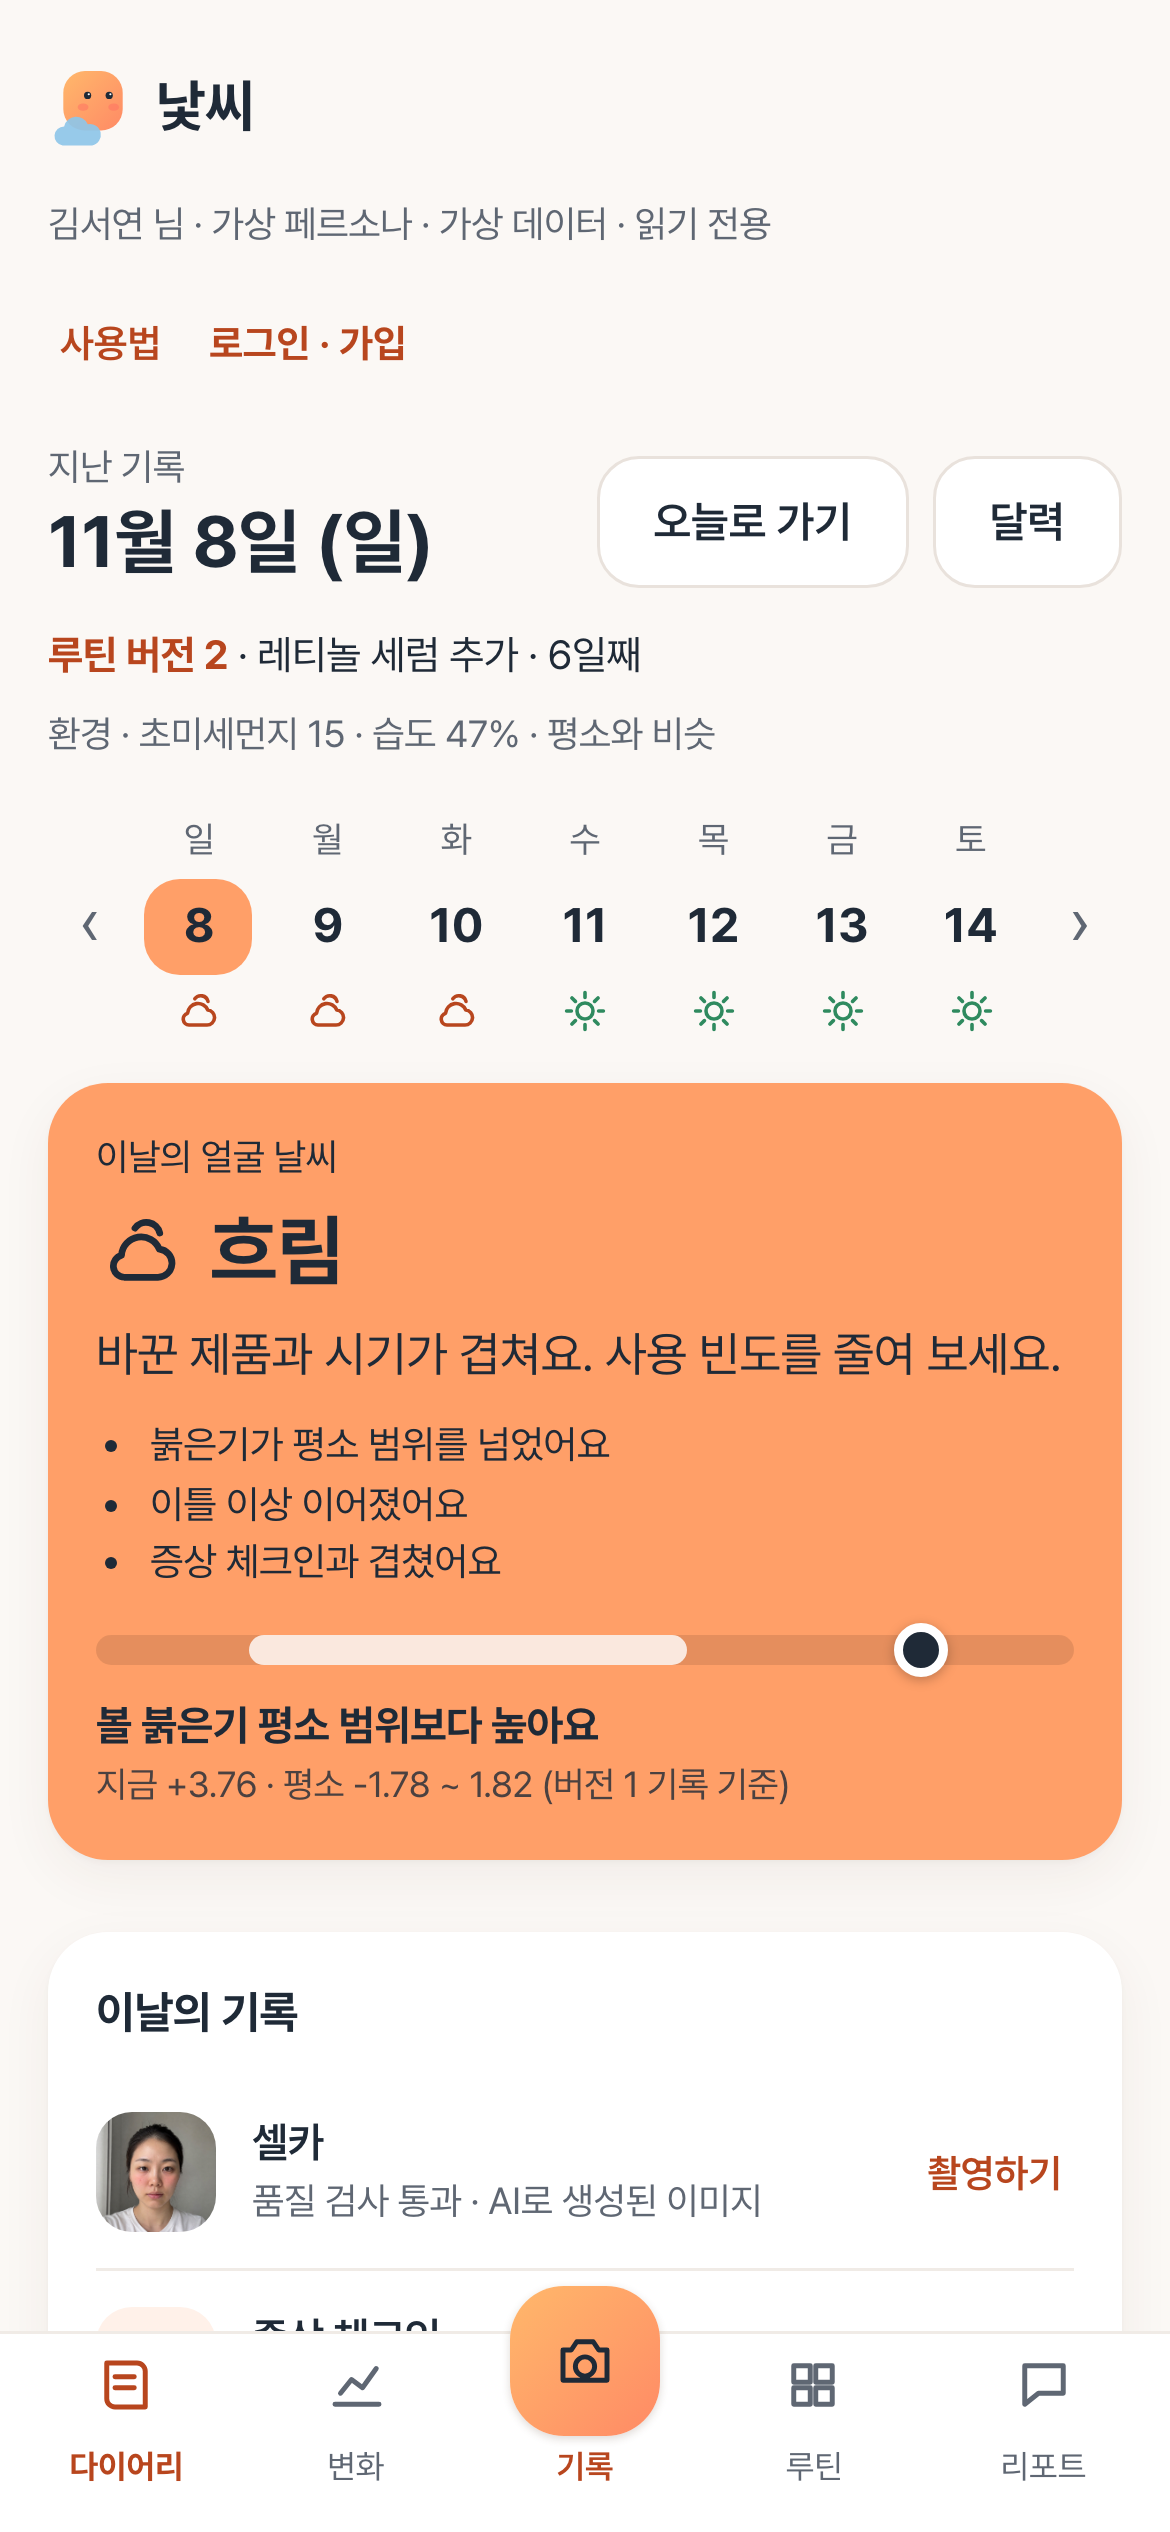 낯씨
김서연 님 · 가상 페르소나 · 가상 데이터 · 읽기 전용
사용법 로그인 · 가입
지난 기록
11월 8일 (일)
오늘로 가기 달력
루틴 버전 2 · 레티놀 세럼 추가 · 6일째
환경 · 초미세먼지 15 · 습도 47% · 평소와 비슷
일 월 화 수 목 금 토
8 9 10 11 12 13 14
이날의 얼굴 날씨
흐림
바꾼 제품과 시기가 겹쳐요. 사용 빈도를 줄여 보세요.
• 붉은기가 평소 범위를 넘었어요
• 이틀 이상 이어졌어요
• 증상 체크인과 겹쳤어요
볼 붉은기 평소 범위보다 높아요
지금 +3.76 · 평소 -1.78 ~ 1.82 (버전 1 기록 기준)
이날의 기록
셀카
품질 검사 통과 · AI로 생성된 이미지
촬영하기
증상 체크인
다이어리 변화 기록 루틴 리포트